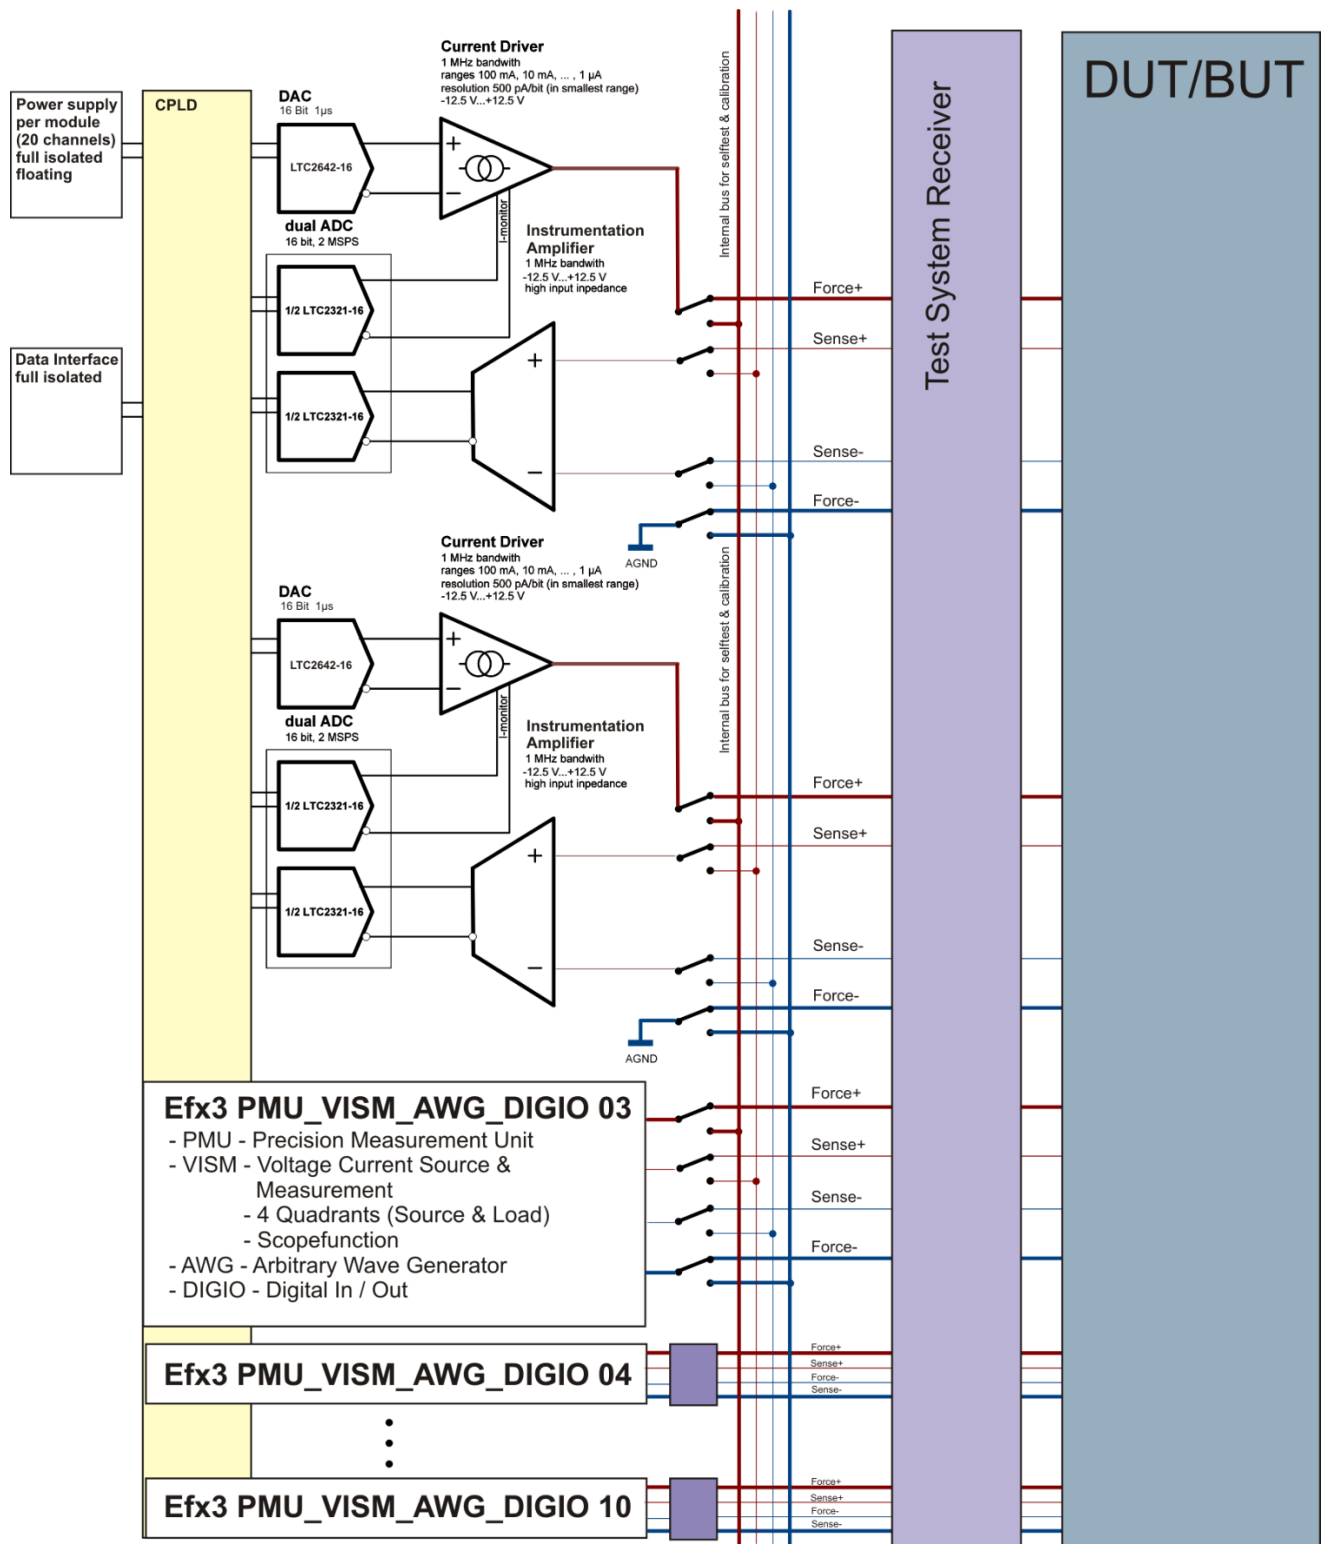 Power supply
per module
(20 channels)
full isolated
floating
Data Interface
full isolated
CPLD
DAC
16 Bit 1µs
LTC2642-16
Current Driver
1 MHz bandwith
ranges 100 mA, 10 mA, ... , 1 µA
resolution 500 pA/bit (in smallest range)
-12.5 V...+12.5 V
+
−
I-monitor
dual ADC
16 bit, 2 MSPS
1/2 LTC2321-16
1/2 LTC2321-16
Instrumentation
Amplifier
1 MHz bandwith
-12.5 V...+12.5 V
high input inpedance
+
−
AGND
Internal bus for selftest & calibration
Force+
Sense+
Sense-
Force-
Test System Receiver
DUT/BUT
DAC
16 Bit 1µs
LTC2642-16
Current Driver
1 MHz bandwith
ranges 100 mA, 10 mA, ... , 1 µA
resolution 500 pA/bit (in smallest range)
-12.5 V...+12.5 V
+
−
I-monitor
dual ADC
16 bit, 2 MSPS
1/2 LTC2321-16
1/2 LTC2321-16
Instrumentation
Amplifier
1 MHz bandwith
-12.5 V...+12.5 V
high input inpedance
+
−
AGND
Internal bus for selftest & calibration
Force+
Sense+
Sense-
Force-
Efx3 PMU_VISM_AWG_DIGIO 03
- PMU - Precision Measurement Unit
- VISM - Voltage Current Source &
Measurement
- 4 Quadrants (Source & Load)
- Scopefunction
- AWG - Arbitrary Wave Generator
- DIGIO - Digital In / Out
Force+
Sense+
Sense-
Force-
Efx3 PMU_VISM_AWG_DIGIO 04
Force+
Sense+
Force-
Sense-
Efx3 PMU_VISM_AWG_DIGIO 10
Force+
Sense+
Force-
Sense-